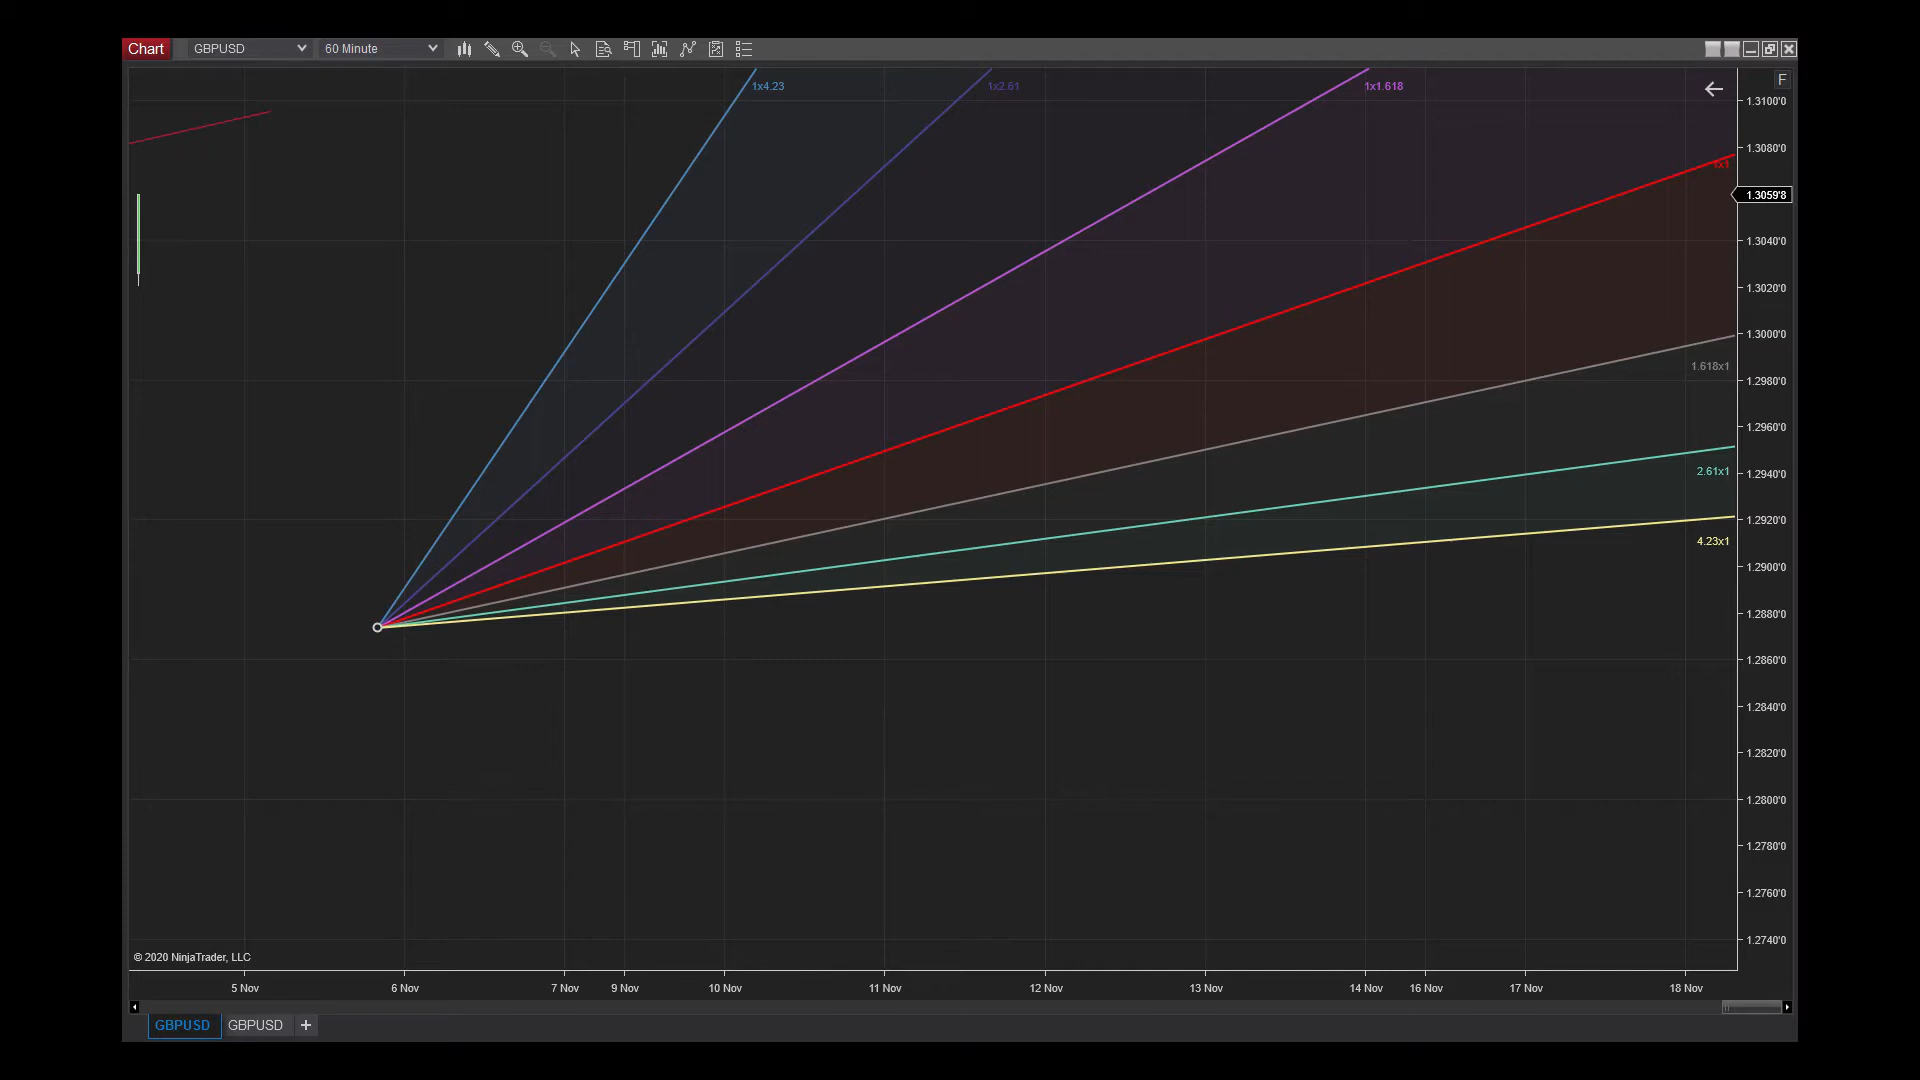 Chart GBPUSD 60 Minute
1x4.23 1x2.61 1x1.618
F
1.3100'0
1.3080'0
1x1
1.3059'8
1.3040'0
1.3020'0
1.3000'0
1.618x1
1.2980'0
1.2960'0
2.61x1
1.2940'0
1.2920'0
4.23x1
1.2900'0
1.2880'0
1.2860'0
1.2840'0
1.2820'0
1.2800'0
1.2780'0
1.2760'0
1.2740'0
© 2020 NinjaTrader, LLC
5 Nov 6 Nov 7 Nov 9 Nov 10 Nov 11 Nov 12 Nov 13 Nov 14 Nov 16 Nov 17 Nov 18 Nov
GBPUSD GBPUSD +